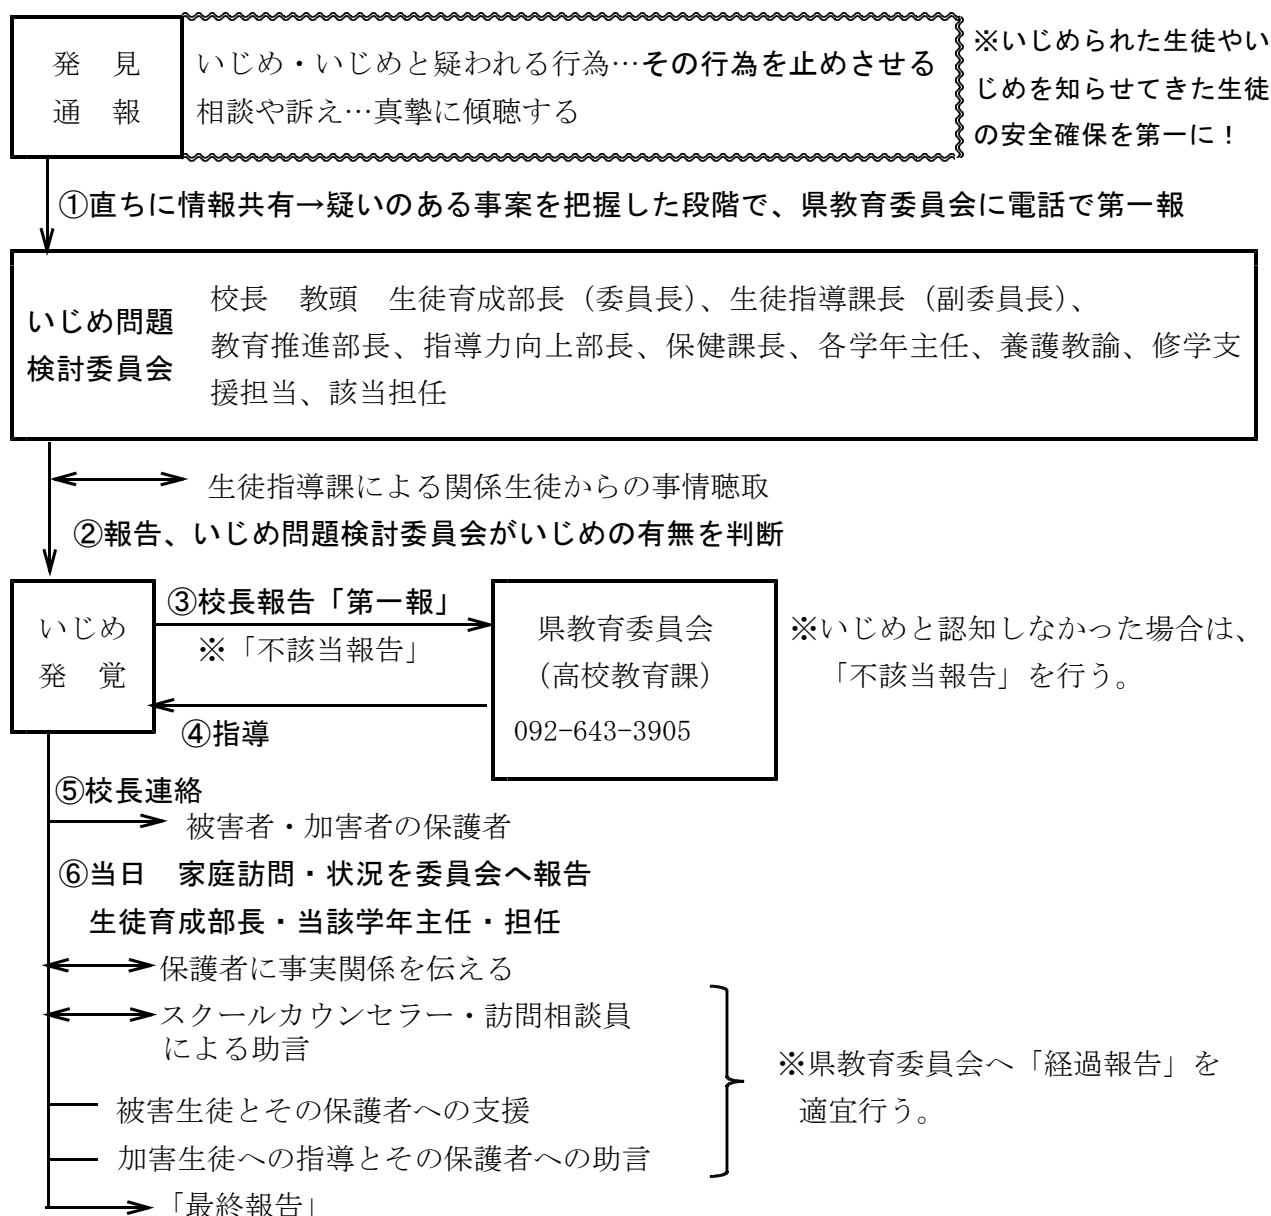 発　見
通　報
いじめ・いじめと疑われる行為…その行為を止めさせる
相談や訴え…真摯に傾聴する
※いじめられた生徒やい
じめを知らせてきた生徒
の安全確保を第一に！
①直ちに情報共有→疑いのある事案を把握した段階で、県教育委員会に電話で第一報
いじめ問題
検討委員会
校長　教頭　生徒育成部長（委員長）、生徒指導課長（副委員長）、
教育推進部長、指導力向上部長、保健課長、各学年主任、養護教諭、修学支
援担当、該当担任
生徒指導課による関係生徒からの事情聴取
②報告、いじめ問題検討委員会がいじめの有無を判断
いじめ
発　覚
③校長報告「第一報」
※「不該当報告」
④指導
県教育委員会
（高校教育課）
092-643-3905
※いじめと認知しなかった場合は、
「不該当報告」を行う。
⑤校長連絡
被害者・加害者の保護者
⑥当日　家庭訪問・状況を委員会へ報告
生徒育成部長・当該学年主任・担任
保護者に事実関係を伝える
スクールカウンセラー・訪問相談員
による助言
被害生徒とその保護者への支援
加害生徒への指導とその保護者への助言
※県教育委員会へ「経過報告」を
適宜行う。
「最終報告」